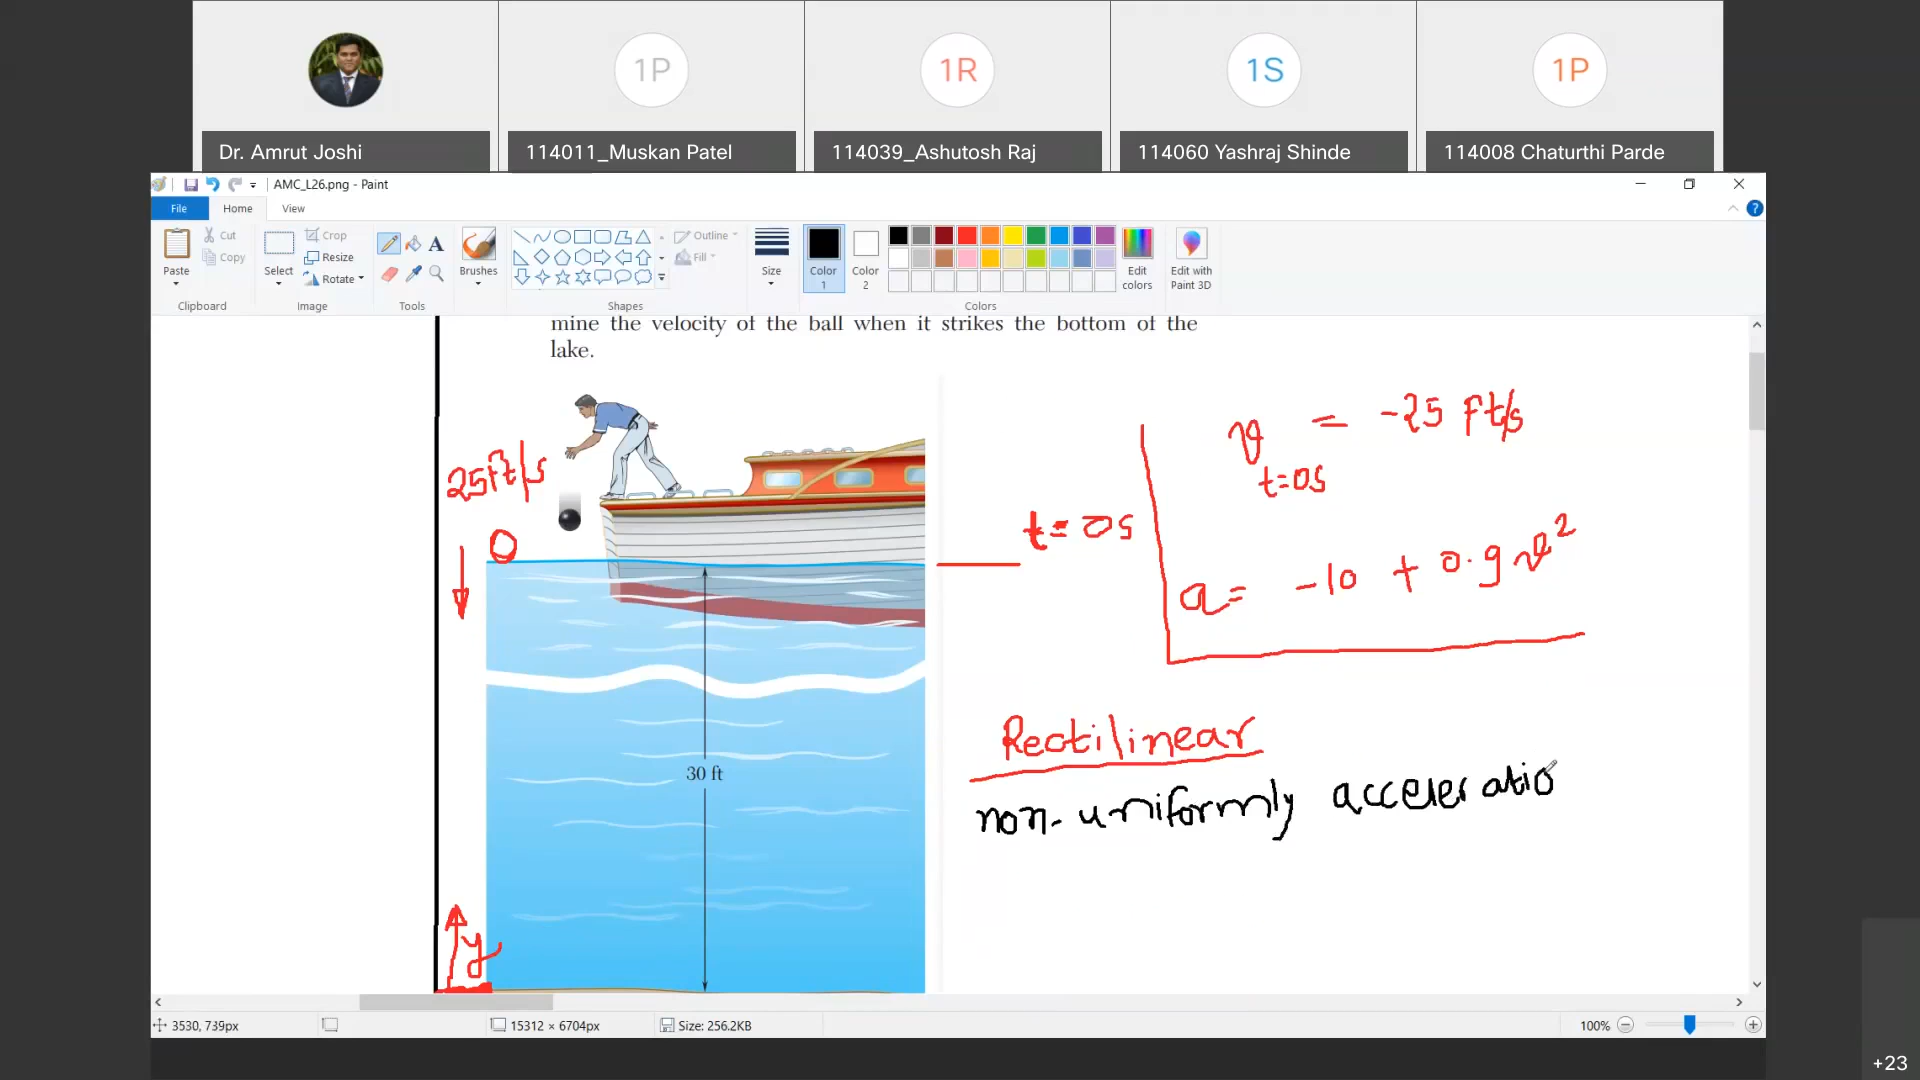 1P
1R
1S
1P
Dr. Amrut Joshi
114011_Muskan Patel
114039_Ashutosh Raj
114060 Yashraj Shinde
114008 Chaturthi Parde
AMC_L26.png - Paint
File
Home
View
Paste
Cut
Copy
Clipboard
Select
Crop
Resize
Rotate
Image
A
Tools
Brushes
Shapes
Outline
Fill
Size
Color 1
Color 2
Colors
Edit colors
Edit with Paint 3D
?
mine the velocity of the ball when it strikes the bottom of the
lake.
25ft/s
O
30 ft
y
t=0s
v = -25 ft/s
t=0s
a= -10 + 0.9v²
Rectilinear
non-uniformly acceleratio
3530, 739px
15312 × 6704px
Size: 256.2KB
100%
+23